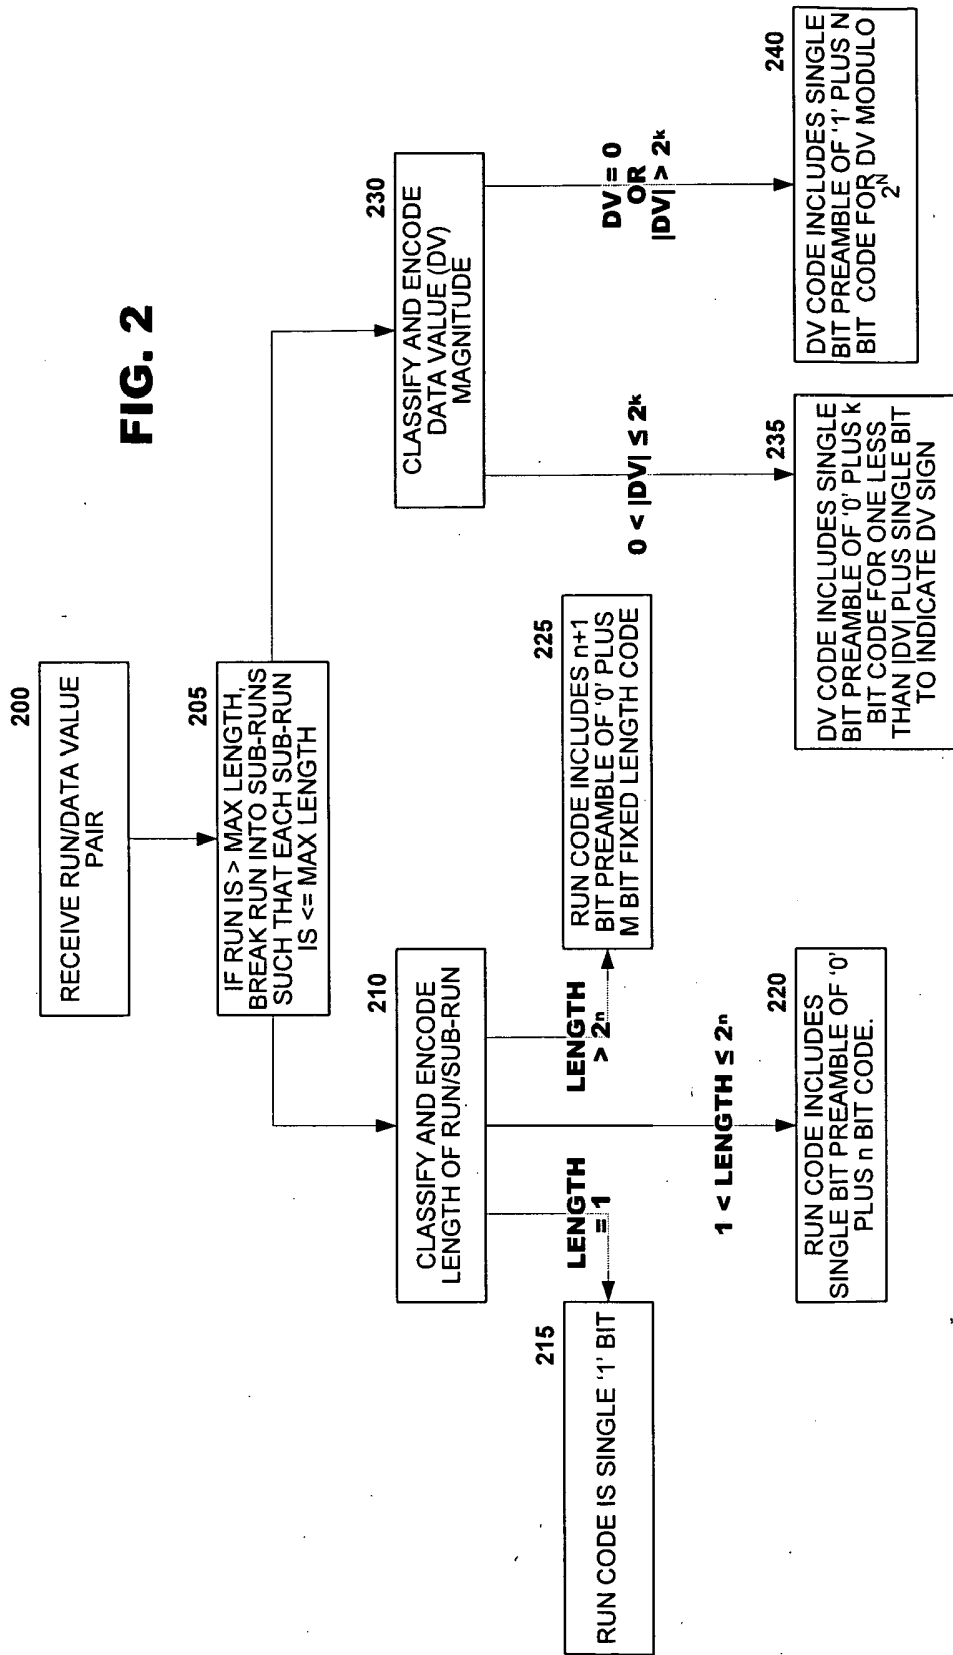 FIG. 2
200
RECEIVE RUN/DATA VALUE
PAIR
205
IF RUN IS > MAX LENGTH,
BREAK RUN INTO SUB-RUNS
SUCH THAT EACH SUB-RUN
IS <= MAX LENGTH
210
CLASSIFY AND ENCODE
LENGTH OF RUN/SUB-RUN
LENGTH
= 1
LENGTH
> 2ⁿ
1 < LENGTH ≤ 2ⁿ
215
RUN CODE IS SINGLE '1' BIT
220
RUN CODE INCLUDES
SINGLE BIT PREAMBLE OF '0'
PLUS n BIT CODE.
225
RUN CODE INCLUDES n+1
BIT PREAMBLE OF '0' PLUS
M BIT FIXED LENGTH CODE
230
CLASSIFY AND ENCODE
DATA VALUE (DV)
MAGNITUDE
0 < |DV| ≤ 2ᵏ
DV = 0
OR
|DV| > 2ᵏ
235
DV CODE INCLUDES SINGLE
BIT PREAMBLE OF '0' PLUS k
BIT CODE FOR ONE LESS
THAN |DV| PLUS SINGLE BIT
TO INDICATE DV SIGN
240
DV CODE INCLUDES SINGLE
BIT PREAMBLE OF '1' PLUS N
BIT CODE FOR DV MODULO
2ᴺ